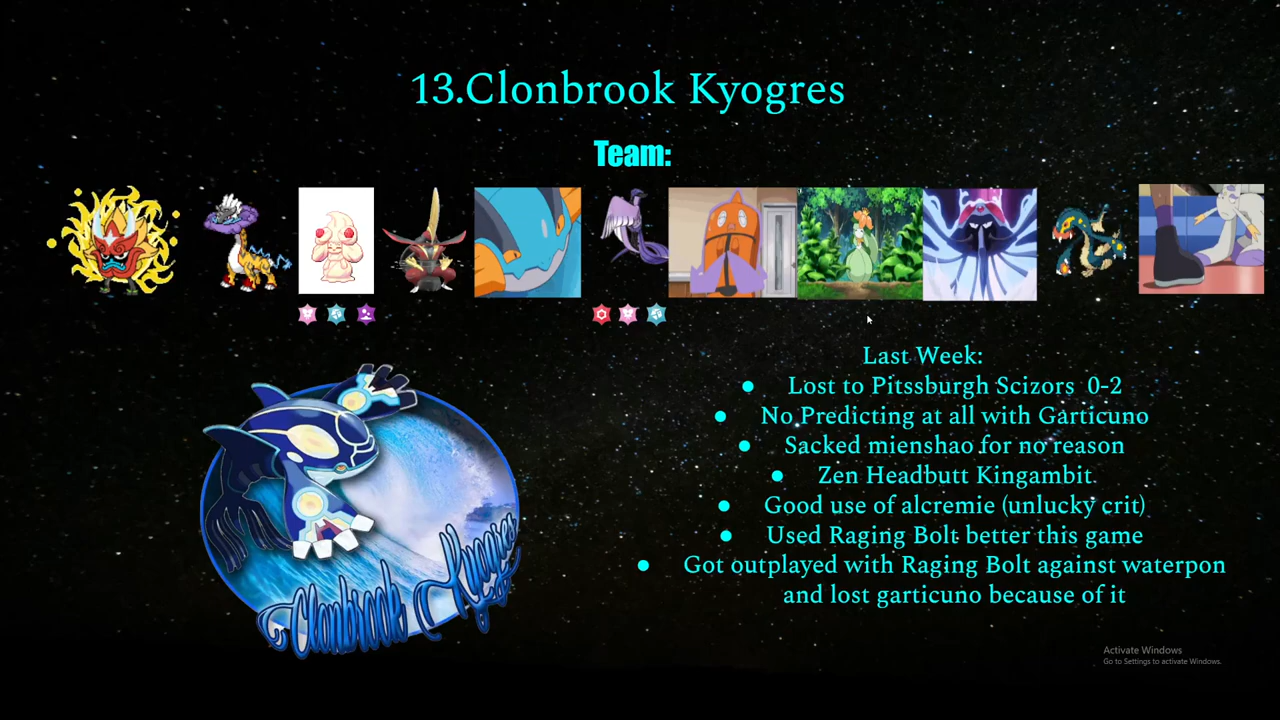 13.Clonbrook Kyogres
Team:
Last Week:
● Lost to Pitssburgh Scizors 0-2
● No Predicting at all with Garticuno
● Sacked mienshao for no reason
● Zen Headbutt Kingambit
● Good use of alcremie (unlucky crit)
● Used Raging Bolt better this game
● Got outplayed with Raging Bolt against waterpon
and lost garticuno because of it
Clonbrook Kyogres
Activate Windows
Go to Settings to activate Windows.